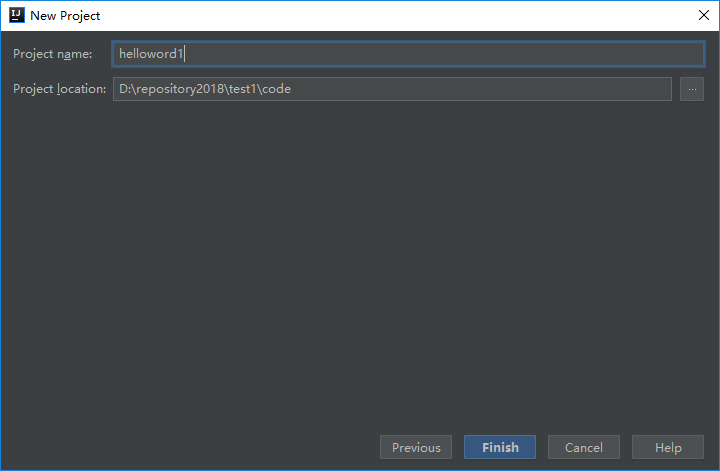 New Project
Project name: helloword1
Project location: D:\repository2018\test1\code ...
Previous Finish Cancel Help